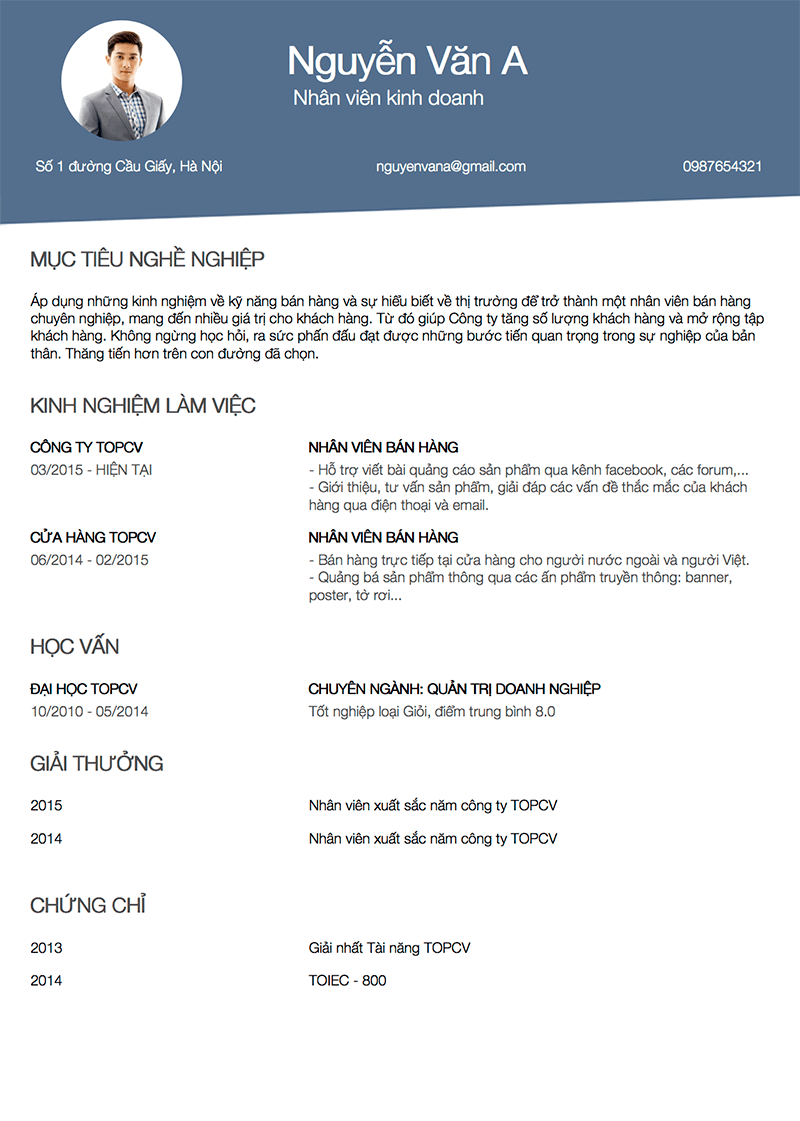 Nguyễn Văn A
Nhân viên kinh doanh
Số 1 đường Cầu Giấy, Hà Nội
nguyenvana@gmail.com
0987654321
MỤC TIÊU NGHỀ NGHIỆP
Áp dụng những kinh nghiệm về kỹ năng bán hàng và sự hiểu biết về thị trường để trở thành một nhân viên bán hàng
chuyên nghiệp, mang đến nhiều giá trị cho khách hàng. Từ đó giúp Công ty tăng số lượng khách hàng và mở rộng tập
khách hàng. Không ngừng học hỏi, ra sức phấn đấu đạt được những bước tiến quan trọng trong sự nghiệp của bản
thân. Thăng tiến hơn trên con đường đã chọn.
KINH NGHIỆM LÀM VIỆC
CÔNG TY TOPCV
03/2015 - HIỆN TẠI
NHÂN VIÊN BÁN HÀNG
- Hỗ trợ viết bài quảng cáo sản phẩm qua kênh facebook, các forum,...
- Giới thiệu, tư vấn sản phẩm, giải đáp các vấn đề thắc mắc của khách
hàng qua điện thoại và email.
CỬA HÀNG TOPCV
06/2014 - 02/2015
NHÂN VIÊN BÁN HÀNG
- Bán hàng trực tiếp tại cửa hàng cho người nước ngoài và người Việt.
- Quảng bá sản phẩm thông qua các ấn phẩm truyền thông: banner,
poster, tờ rơi...
HỌC VẤN
ĐẠI HỌC TOPCV
10/2010 - 05/2014
CHUYÊN NGÀNH: QUẢN TRỊ DOANH NGHIỆP
Tốt nghiệp loại Giỏi, điểm trung bình 8.0
GIẢI THƯỞNG
2015
Nhân viên xuất sắc năm công ty TOPCV
2014
Nhân viên xuất sắc năm công ty TOPCV
CHỨNG CHỈ
2013
Giải nhất Tài năng TOPCV
2014
TOIEC - 800